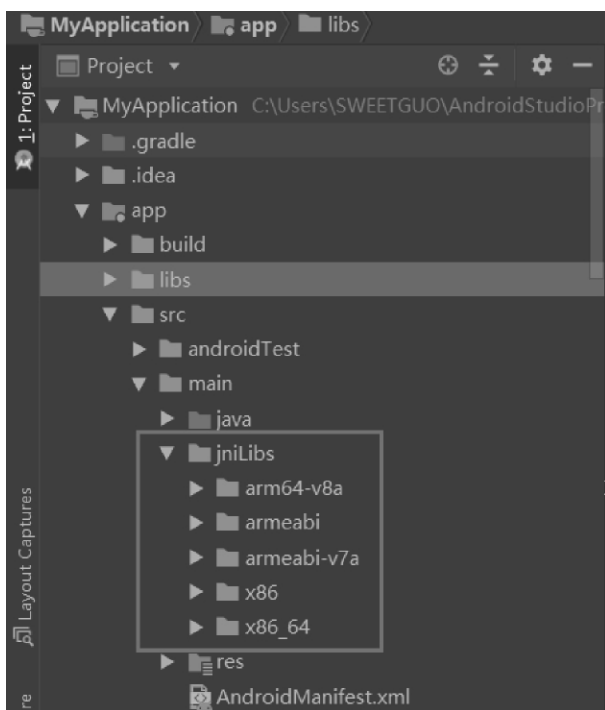 MyApplication app libs
Project
MyApplication C:\Users\SWEETGUO\AndroidStudioPr
.gradle
.idea
app
build
libs
src
androidTest
main
java
jniLibs
arm64-v8a
armeabi
armeabi-v7a
x86
x86_64
res
AndroidManifest.xml
1: Project
Layout Captures
re